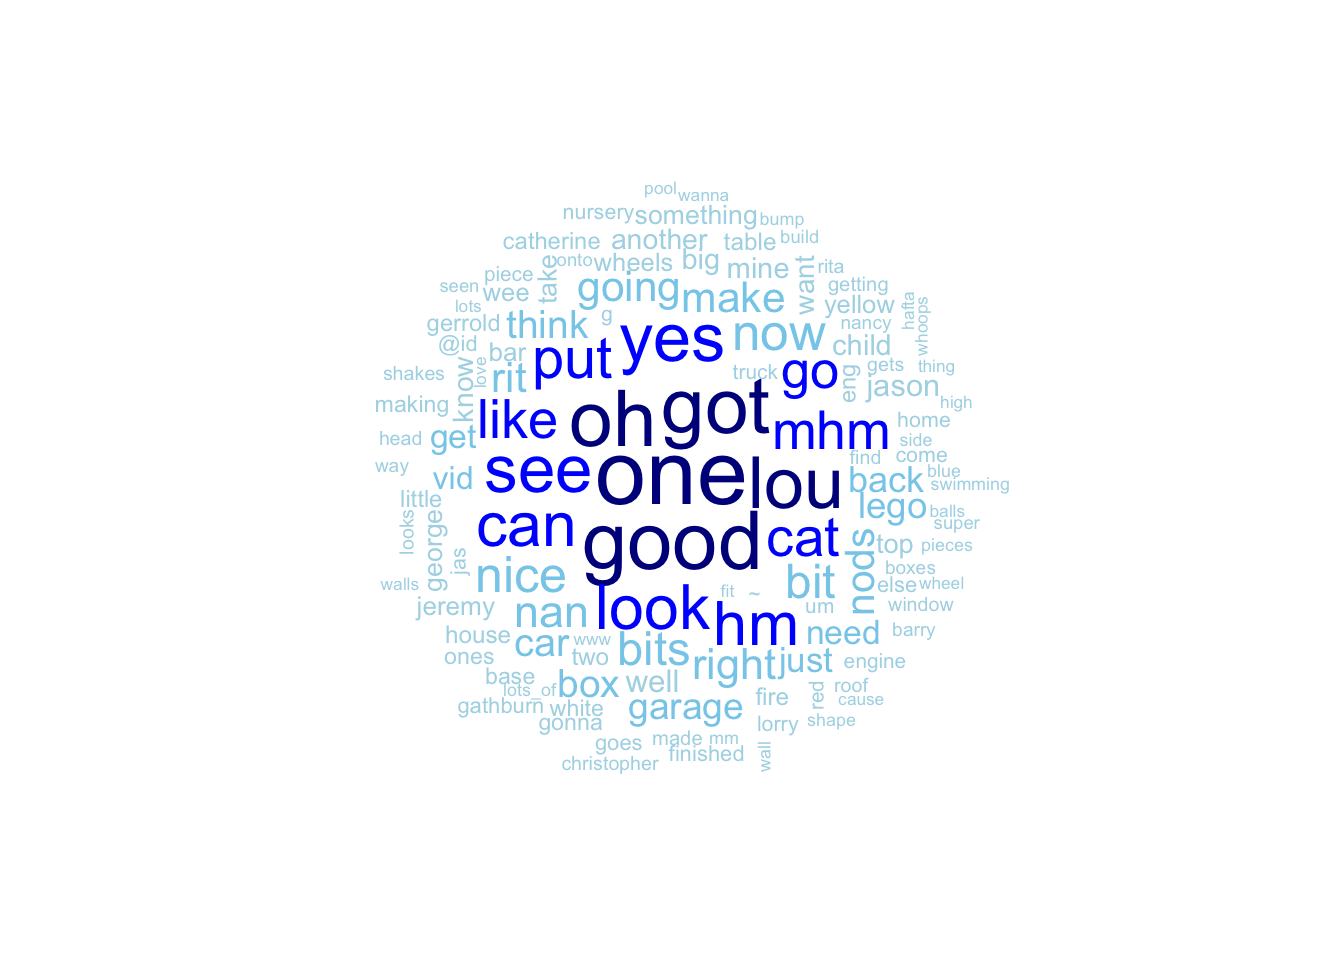 pool wanna
nursery something bump
catherine another table build
onto wheels big mine want rita
seen piece take going make getting
lots wee yellow hafta
gerrold think g yes now nancy whoops
@id bar put child
shakes know love rit truck go eng gets thing
making like oh got mhm jason high
head get home side
way vid see one lou find come blue
back swimming
little lego balls
looks george can good cat super
jas nods top pieces
walls nice bit boxes
jeremy nan look fit ~ um else wheel
hm window
house car www bits need barry
ones two right just engine
base lots_of box well fire red roof
gathburn white garage cause
gonna lorry shape
goes made mm
christopher finished wall